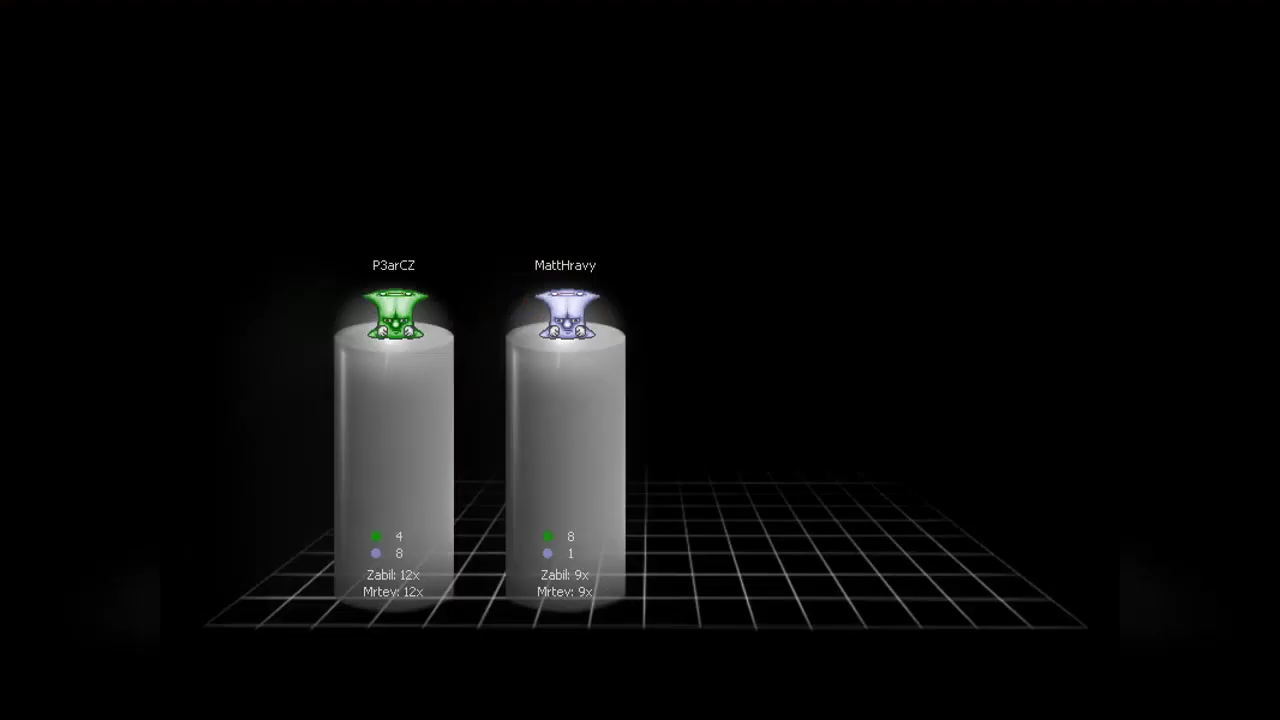 P3arCZ
MattHravy
4
8
Zabil: 12x
Mrtev: 12x
8
1
Zabil: 9x
Mrtev: 9x